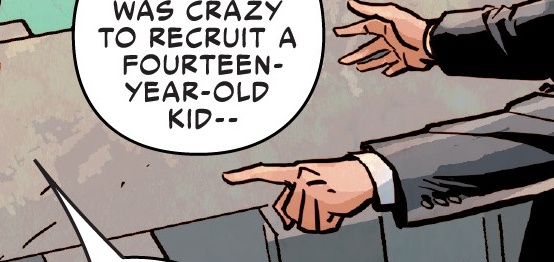 WAS CRAZY
TO RECRUIT A
FOURTEEN-
YEAR-OLD
KID--